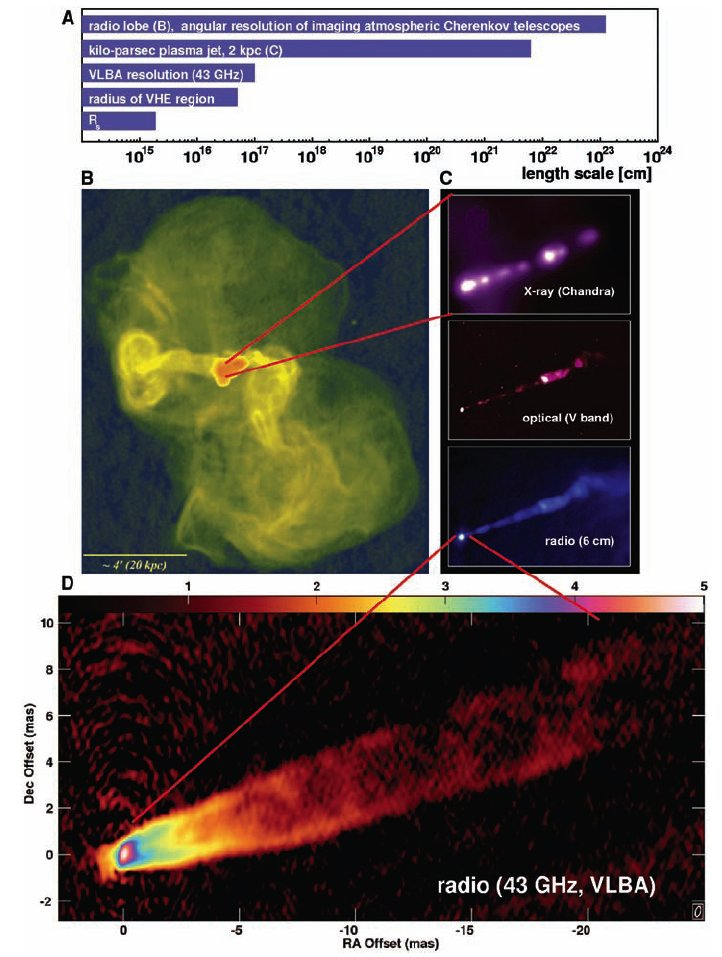 A
radio lobe (B), angular resolution of imaging atmospheric Cherenkov telescopes
kilo-parsec plasma jet, 2 kpc (C)
VLBA resolution (43 GHz)
radius of VHE region
R_s
10^15 10^16 10^17 10^18 10^19 10^20 10^21 10^22 10^23 10^24
length scale [cm]
B
C
X-ray (Chandra)
optical (V band)
radio (6 cm)
~ 4' (20 kpc)
D
1 2 3 4 5
10
8
6
4
2
0
-2
Dec Offset (mas)
radio (43 GHz, VLBA)
0 -5 -10 -15 -20
RA Offset (mas)